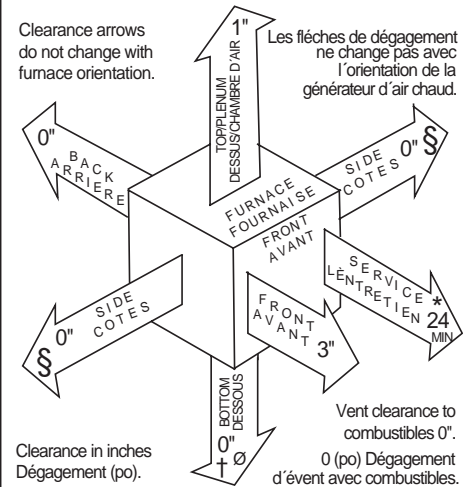 Clearance arrows
do not change with
furnace orientation.
Les fléches de dégagement
ne change pas avec
l´orientation de la
générateur d´air chaud.
1"
TOP/PLENUM
DESSUS/CHAMBRE D´AIR
0"
BACK
ARRIERE
SIDE
COTES
0" §
FURNACE
FOURNAISE
FRONT
AVANT
SERVICE
LÈNTRETIEN
*
24
MIN
SIDE
COTES
0"
§
FRONT
AVANT
3"
BOTTOM
DESSOUS
0"
† Ø
Vent clearance to
combustibles 0".
0 (po) Dégagement
d´évent avec combustibles.
Clearance in inches
Dégagement (po).